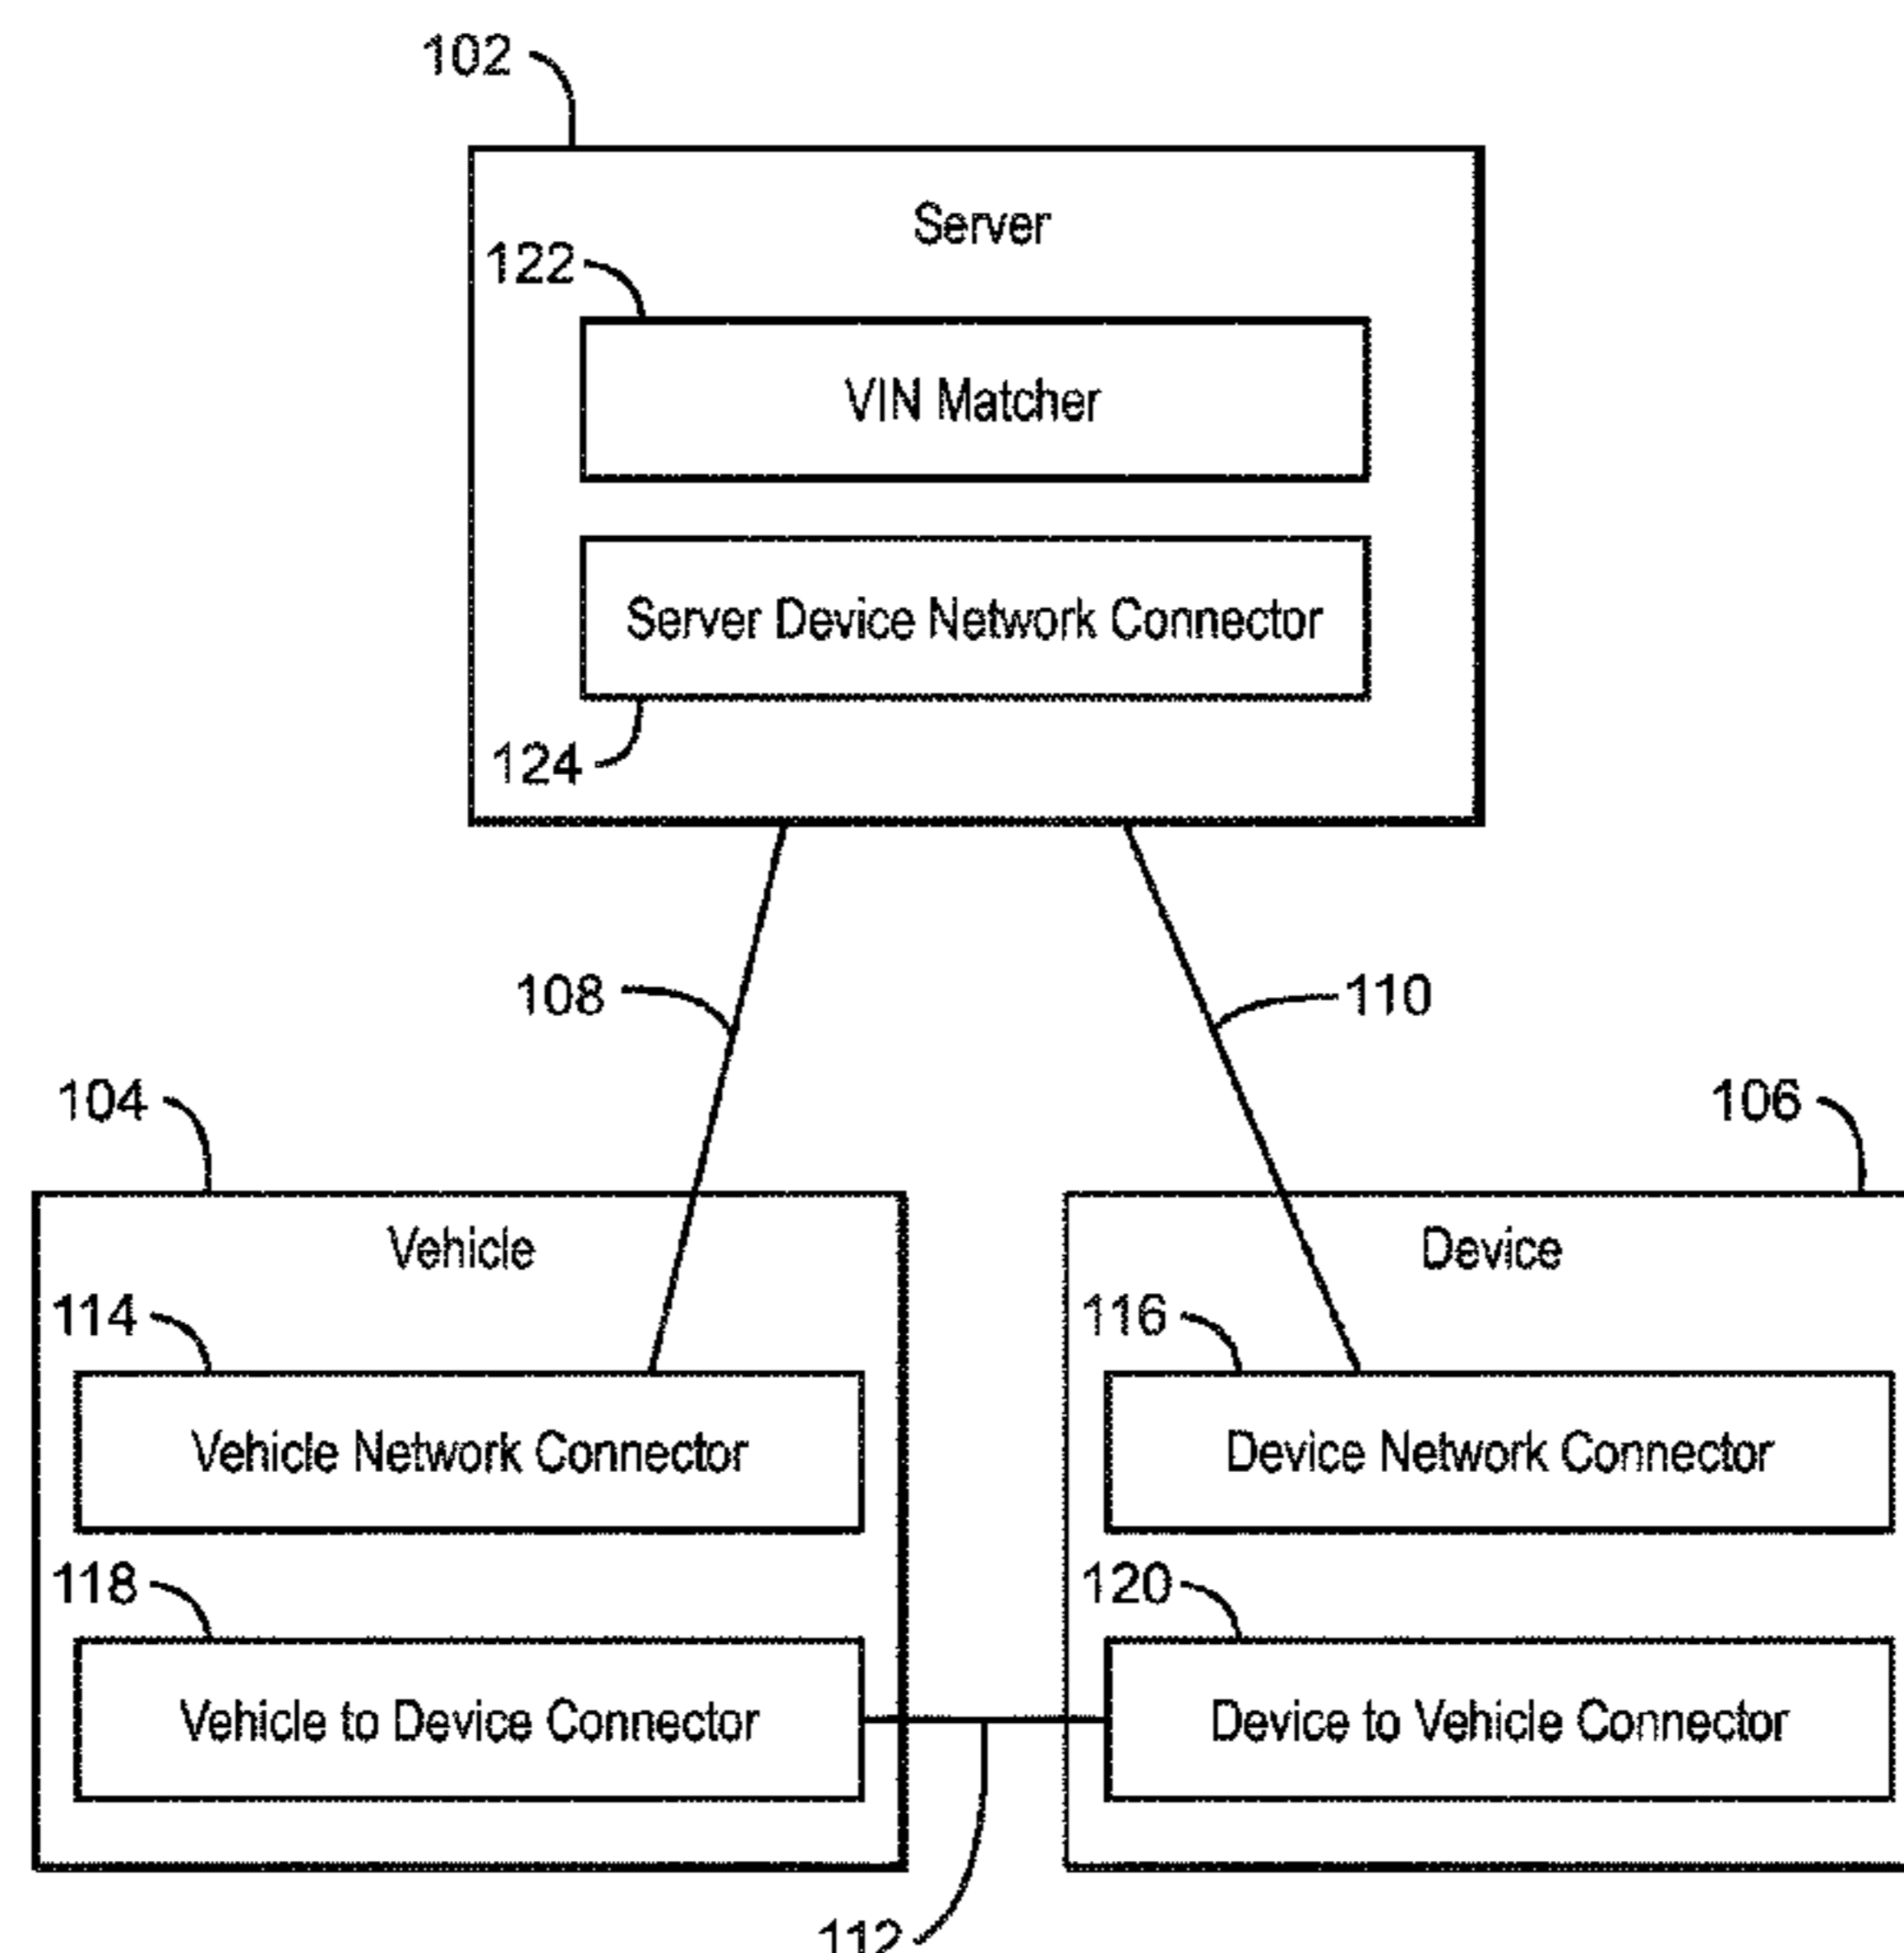 102
Server
122
VIN Matcher
Server Device Network Connector
124
108
110
104
106
Vehicle
Device
114
116
Vehicle Network Connector
Device Network Connector
118
120
Vehicle to Device Connector
Device to Vehicle Connector
112